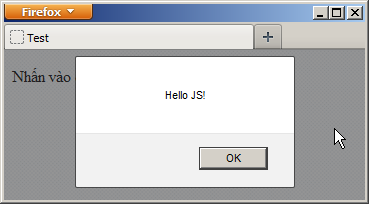 Firefox
Test
Nhấn vào
Hello JS!
OK